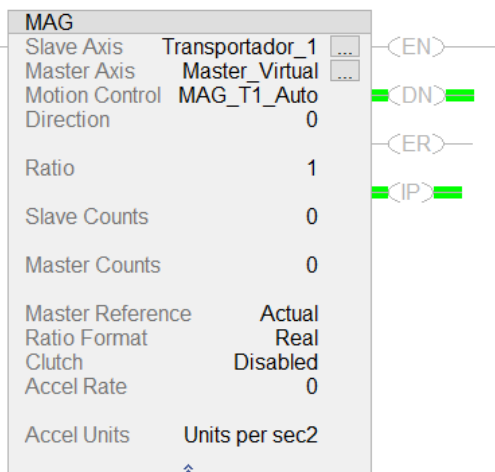 MAG
Slave Axis Transportador_1 ... EN
Master Axis Master_Virtual ...
Motion Control MAG_T1_Auto DN
Direction 0
ER
Ratio 1
IP
Slave Counts 0
Master Counts 0
Master Reference Actual
Ratio Format Real
Clutch Disabled
Accel Rate 0
Accel Units Units per sec2